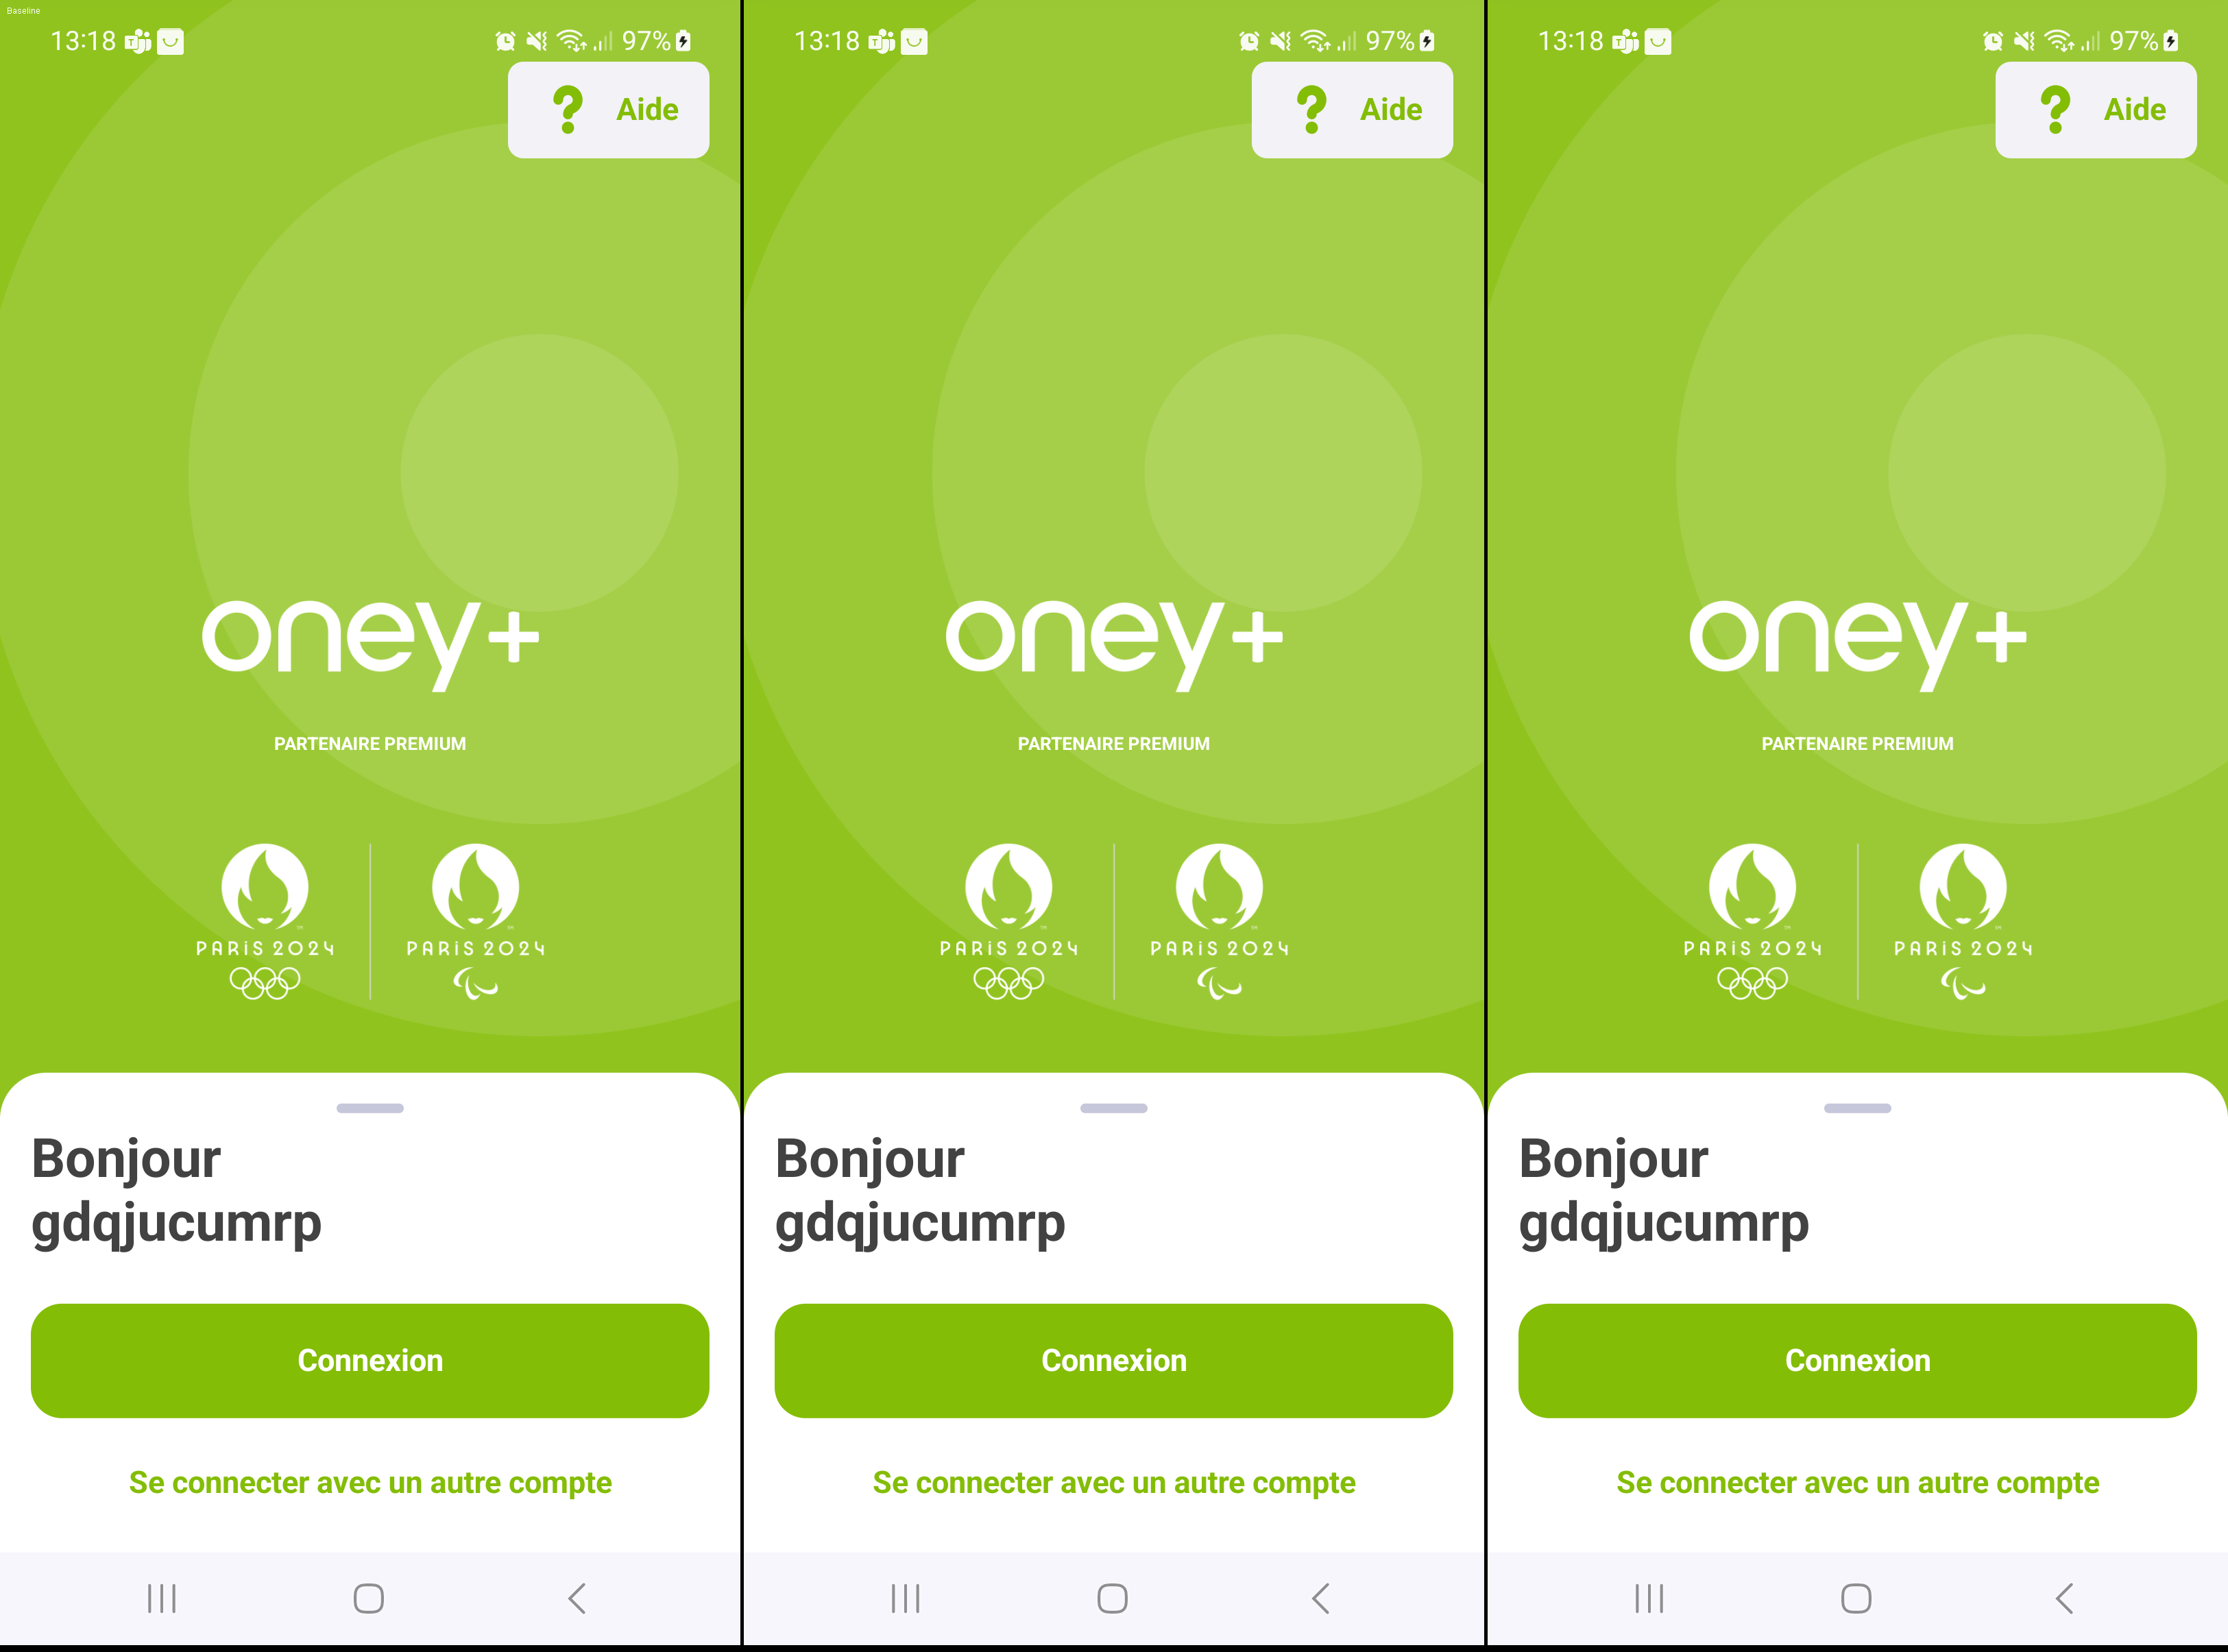 Baseline
13:18 97%
Aide
oney+
PARTENAIRE PREMIUM
PARiS 2024 PARiS 2024
Bonjour
gdqjucumrp
Connexion
Se connecter avec un autre compte
13:18 97%
Aide
oney+
PARTENAIRE PREMIUM
PARiS 2024 PARiS 2024
Bonjour
gdqjucumrp
Connexion
Se connecter avec un autre compte
13:18 97%
Aide
oney+
PARTENAIRE PREMIUM
PARiS 2024 PARiS 2024
Bonjour
gdqjucumrp
Connexion
Se connecter avec un autre compte